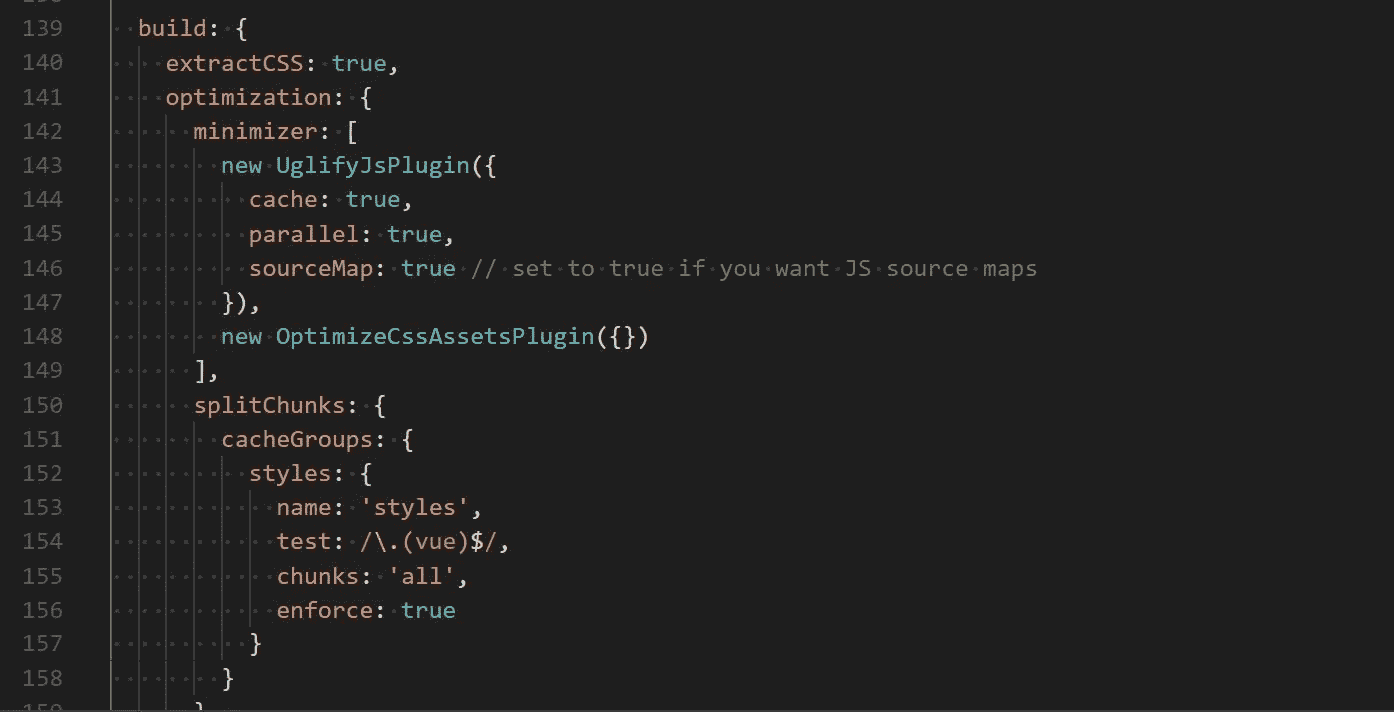 139 build: {
140 extractCSS: true,
141 optimization: {
142 minimizer: [
143 new UglifyJsPlugin({
144 cache: true,
145 parallel: true,
146 sourceMap: true // set to true if you want JS source maps
147 }),
148 new OptimizeCssAssetsPlugin({})
149 ],
150 splitChunks: {
151 cacheGroups: {
152 styles: {
153 name: 'styles',
154 test: /\.(vue)$/,
155 chunks: 'all',
156 enforce: true
157 }
158 }